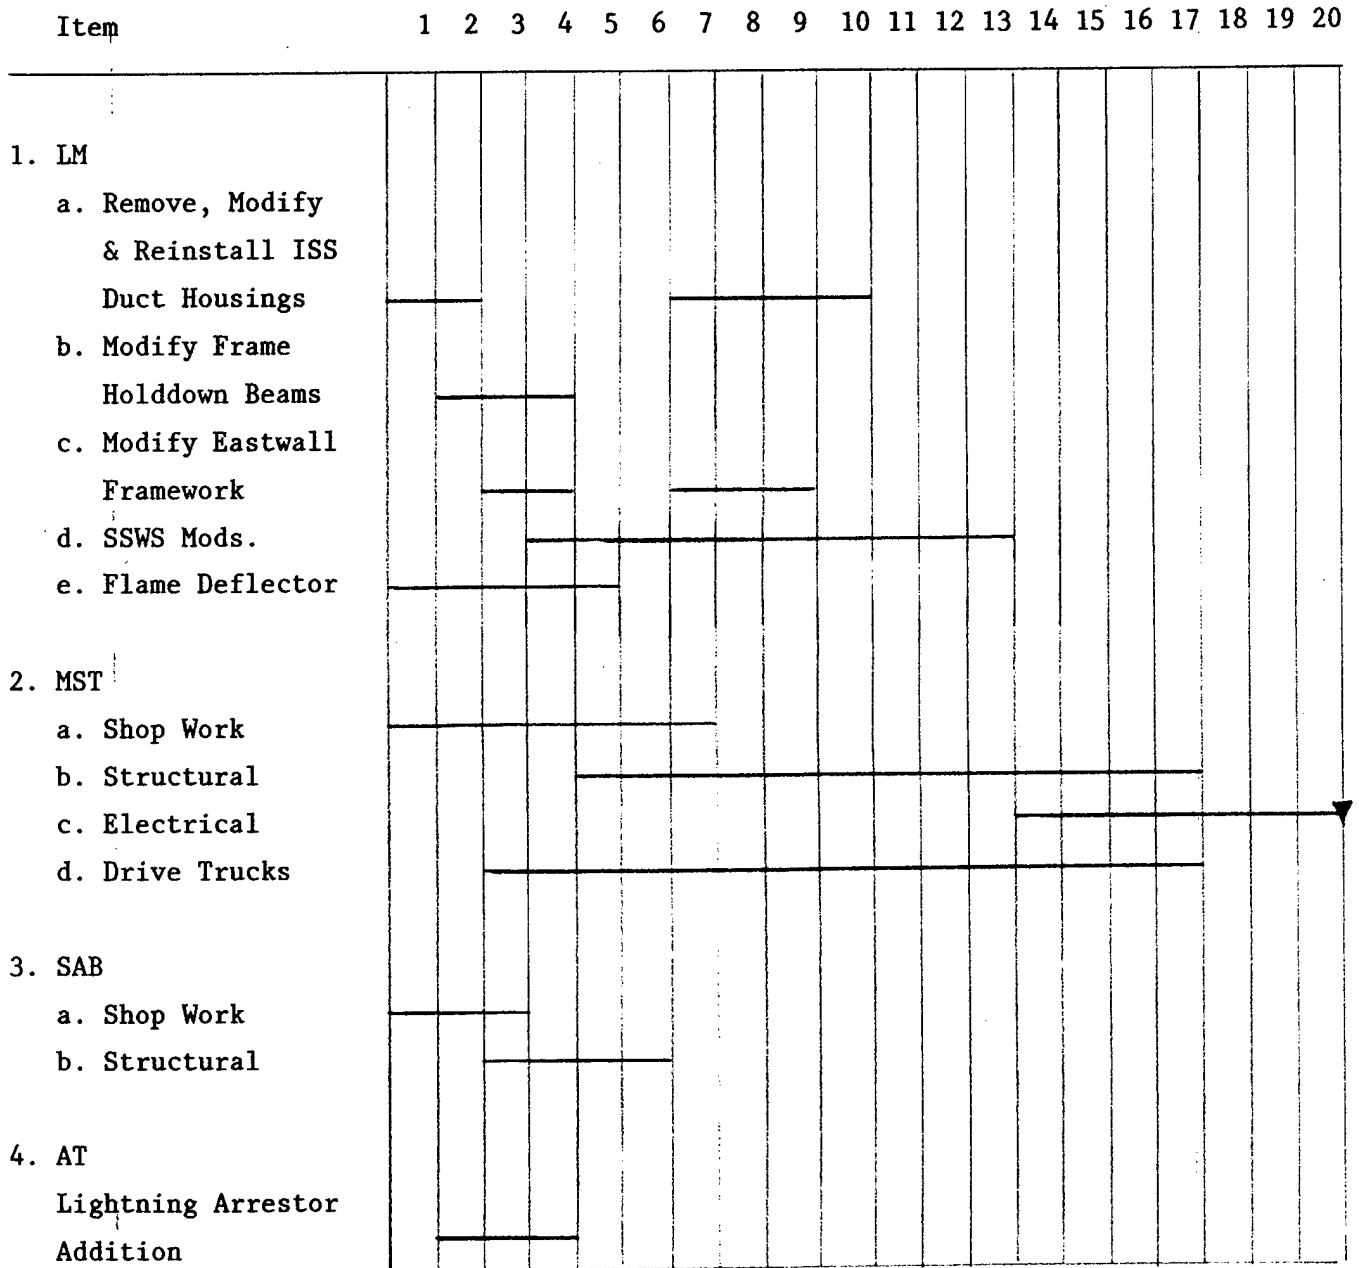 Item 1 2 3 4 5 6 7 8 9 10 11 12 13 14 15 16 17 18 19 20
1. LM
a. Remove, Modify
& Reinstall ISS
Duct Housings
b. Modify Frame
Holddown Beams
c. Modify Eastwall
Framework
d. SSWS Mods.
e. Flame Deflector
2. MST
a. Shop Work
b. Structural
c. Electrical
d. Drive Trucks
3. SAB
a. Shop Work
b. Structural
4. AT
Lightning Arrestor
Addition